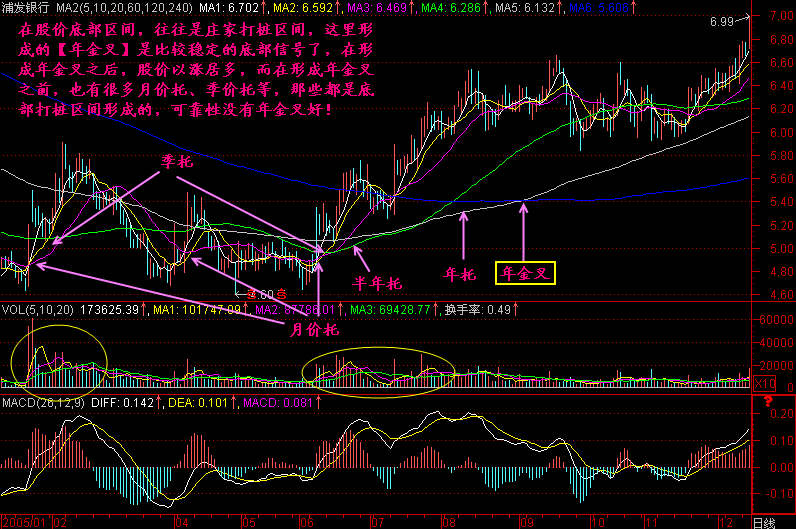 浦发银行 MA2(5,10,20,60,120,240) MA1: 6.702↑, MA2: 6.592↑, MA3: 6.469↑, MA4: 6.286↑, MA5: 6.132↑, MA6: 5.606↑
6.99
7.00
在股价底部区间，往往是庄家打桩区间，这里形
成的【年金叉】是比较稳定的底部信号了，在形
成年金叉之后，股价以涨居多，而在形成年金叉
之前，也有很多月价托、季价托等，那些都是底
部打桩区间形成的，可靠性没有年金叉好！
6.80
6.60
6.40
6.20
6.00
5.80
5.60
5.40
5.20
5.00
4.80
4.60
季托
半年托
年托
年金叉
4.60
月价托
VOL(5,10,20) 173625.39↑, MA1: 101747.09↑, MA2: 87786.01↑, MA3: 69428.77↑, 换手率: 0.49↑
60000
40000
20000
0
X10
MACD(26,12,9) DIFF: 0.142↑, DEA: 0.101↑, MACD: 0.081↑
?
0.20
0.10
0.00
-0.10
2005/01 02 04 05 06 07 08 09 10 11 12 日线